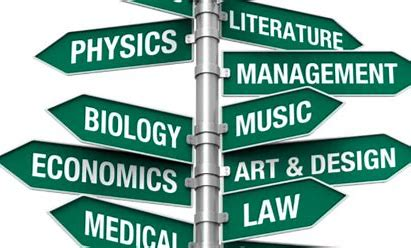 LITERATURE
PHYSICS
MANAGEMENT
BIOLOGY
MUSIC
ECONOMICS
ART & DESIGN
MEDICAL
LAW